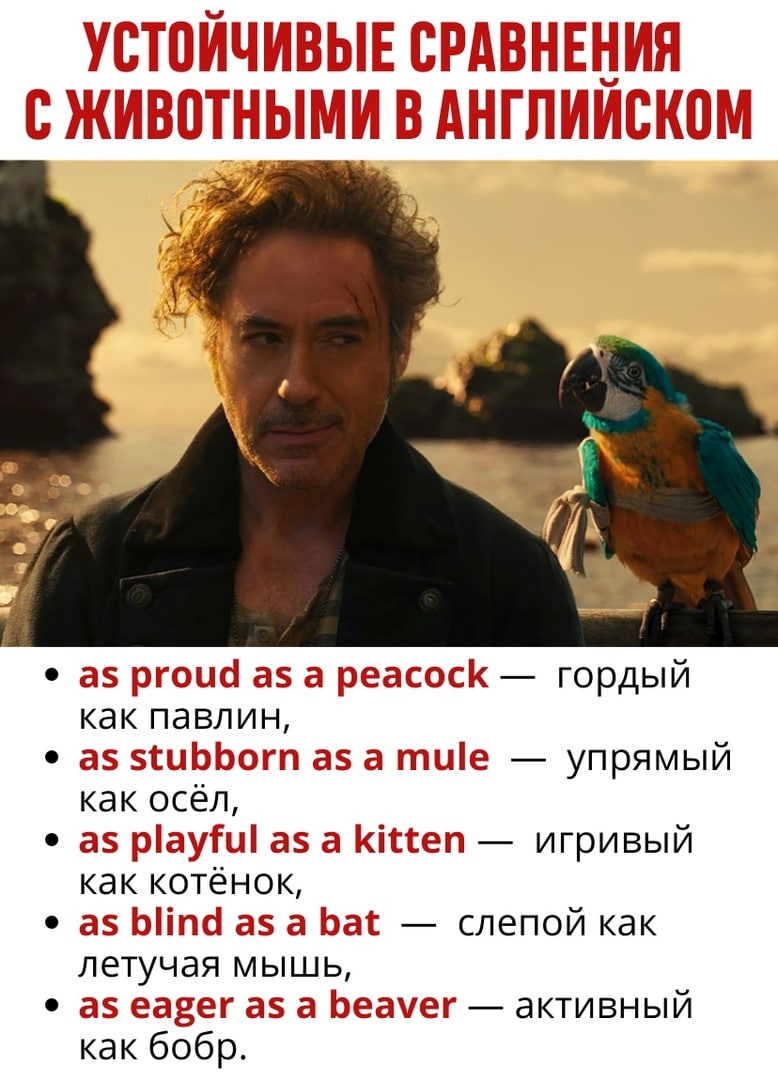 УСТОЙЧИВЫЕ СРАВНЕНИЯ
С ЖИВОТНЫМИ В АНГЛИЙСКОМ
• as proud as a peacock — гордый
как павлин,
• as stubborn as a mule — упрямый
как осёл,
• as playful as a kitten — игривый
как котёнок,
• as blind as a bat — слепой как
летучая мышь,
• as eager as a beaver — активный
как бобр.